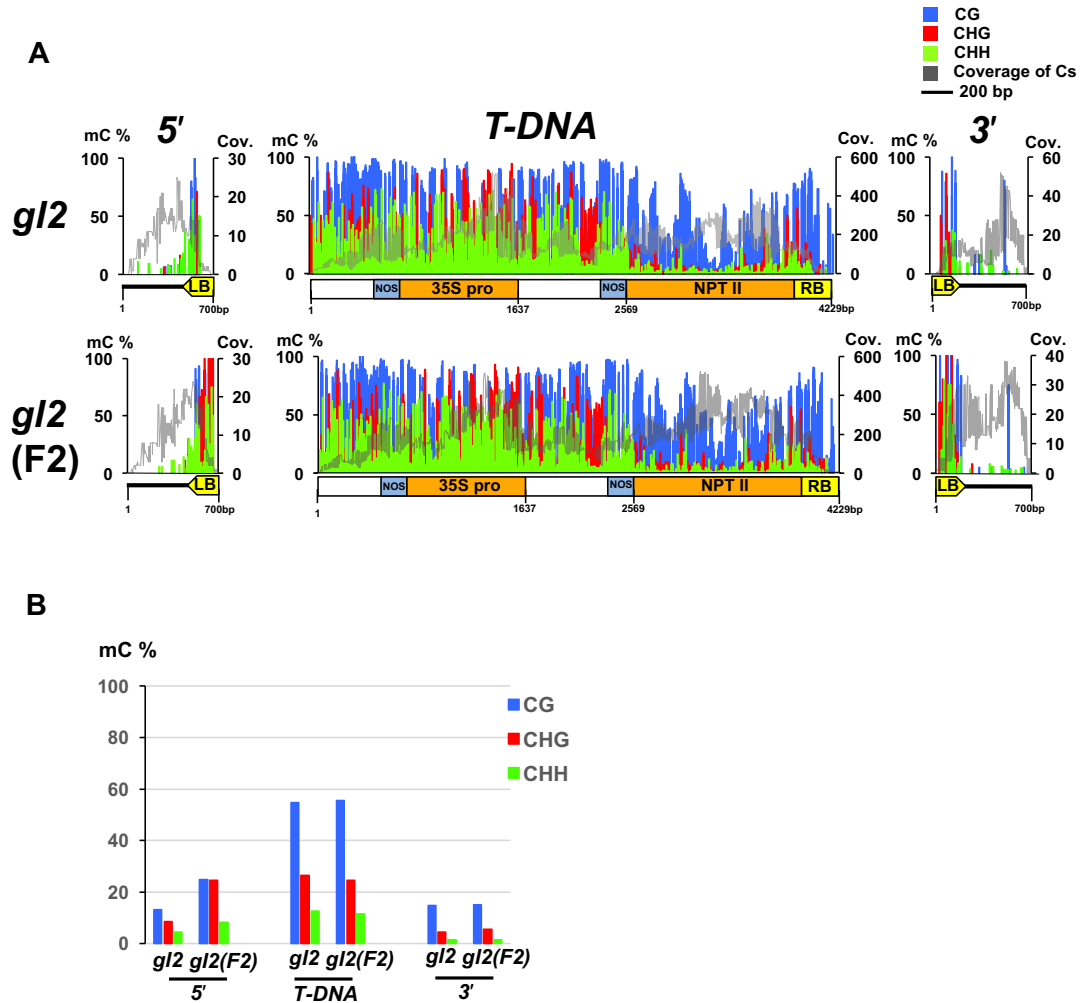 CG
CHG
CHH
Coverage of Cs
200 bp
A
5′ T-DNA 3′
mC % Cov. mC % Cov. mC % Cov.
gl2
100 30 100 600 100 60
50 20 50 400 50 40
10 200 20
0 0 0 0 0 0
LB NOS 35S pro NOS NPT II RB LB
1 700bp 1 1637 2569 4229bp 1 700bp
mC % Cov. mC % Cov. mC % Cov.
gl2
(F2)
100 30 100 600 100 40
50 20 50 400 50 30
20
10 200 10
0 0 0 0 0 0
LB NOS 35S pro NOS NPT II RB LB
1 700bp 1 1637 2569 4229bp 1 700bp
B
mC %
100
80
60
40
20
0
CG
CHG
CHH
gl2 gl2(F2) gl2 gl2(F2) gl2 gl2(F2)
5′ T-DNA 3′